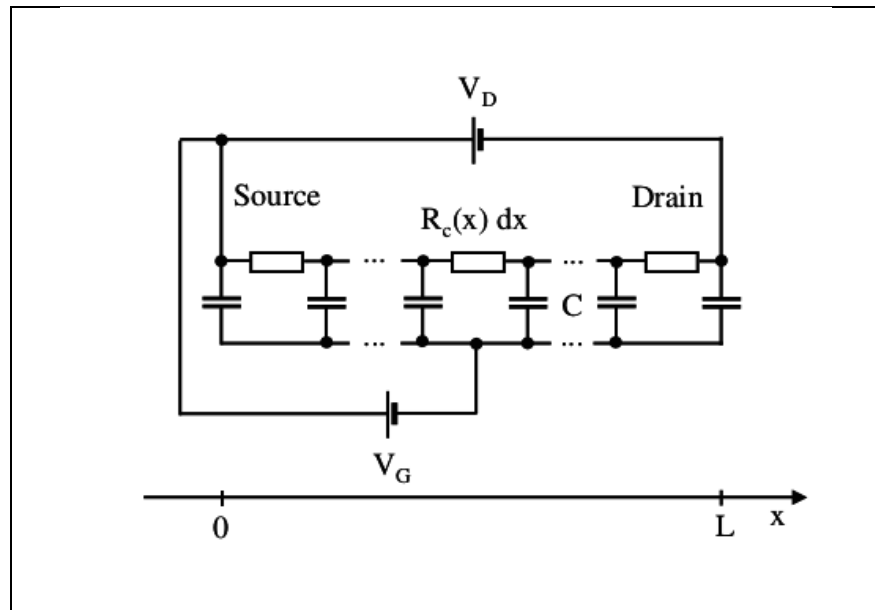 V_D
Source
Drain
R_c(x) dx
... ...
C
... ...
V_G
0
L
x